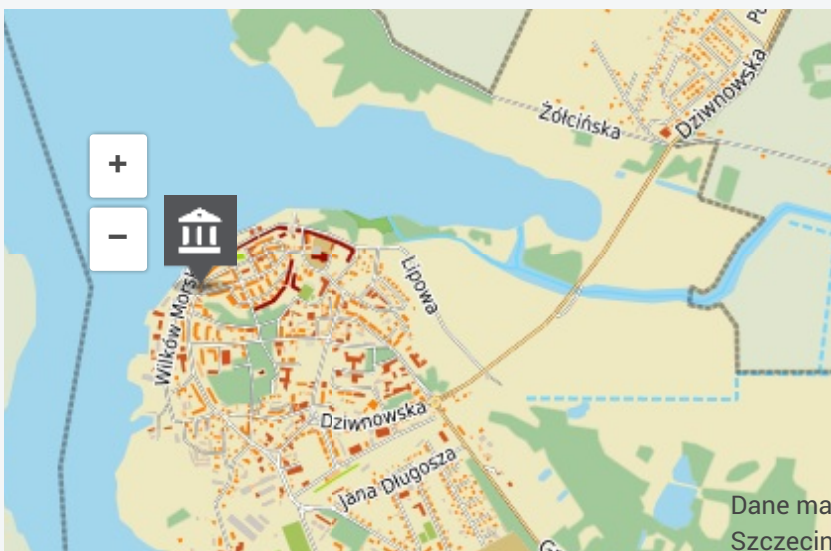 Dziwnowska
Żółcińska
+
−
Lipowa
Wilków Morsk
Dziwnowska
Jana Długosza
Dane ma
Szczecin